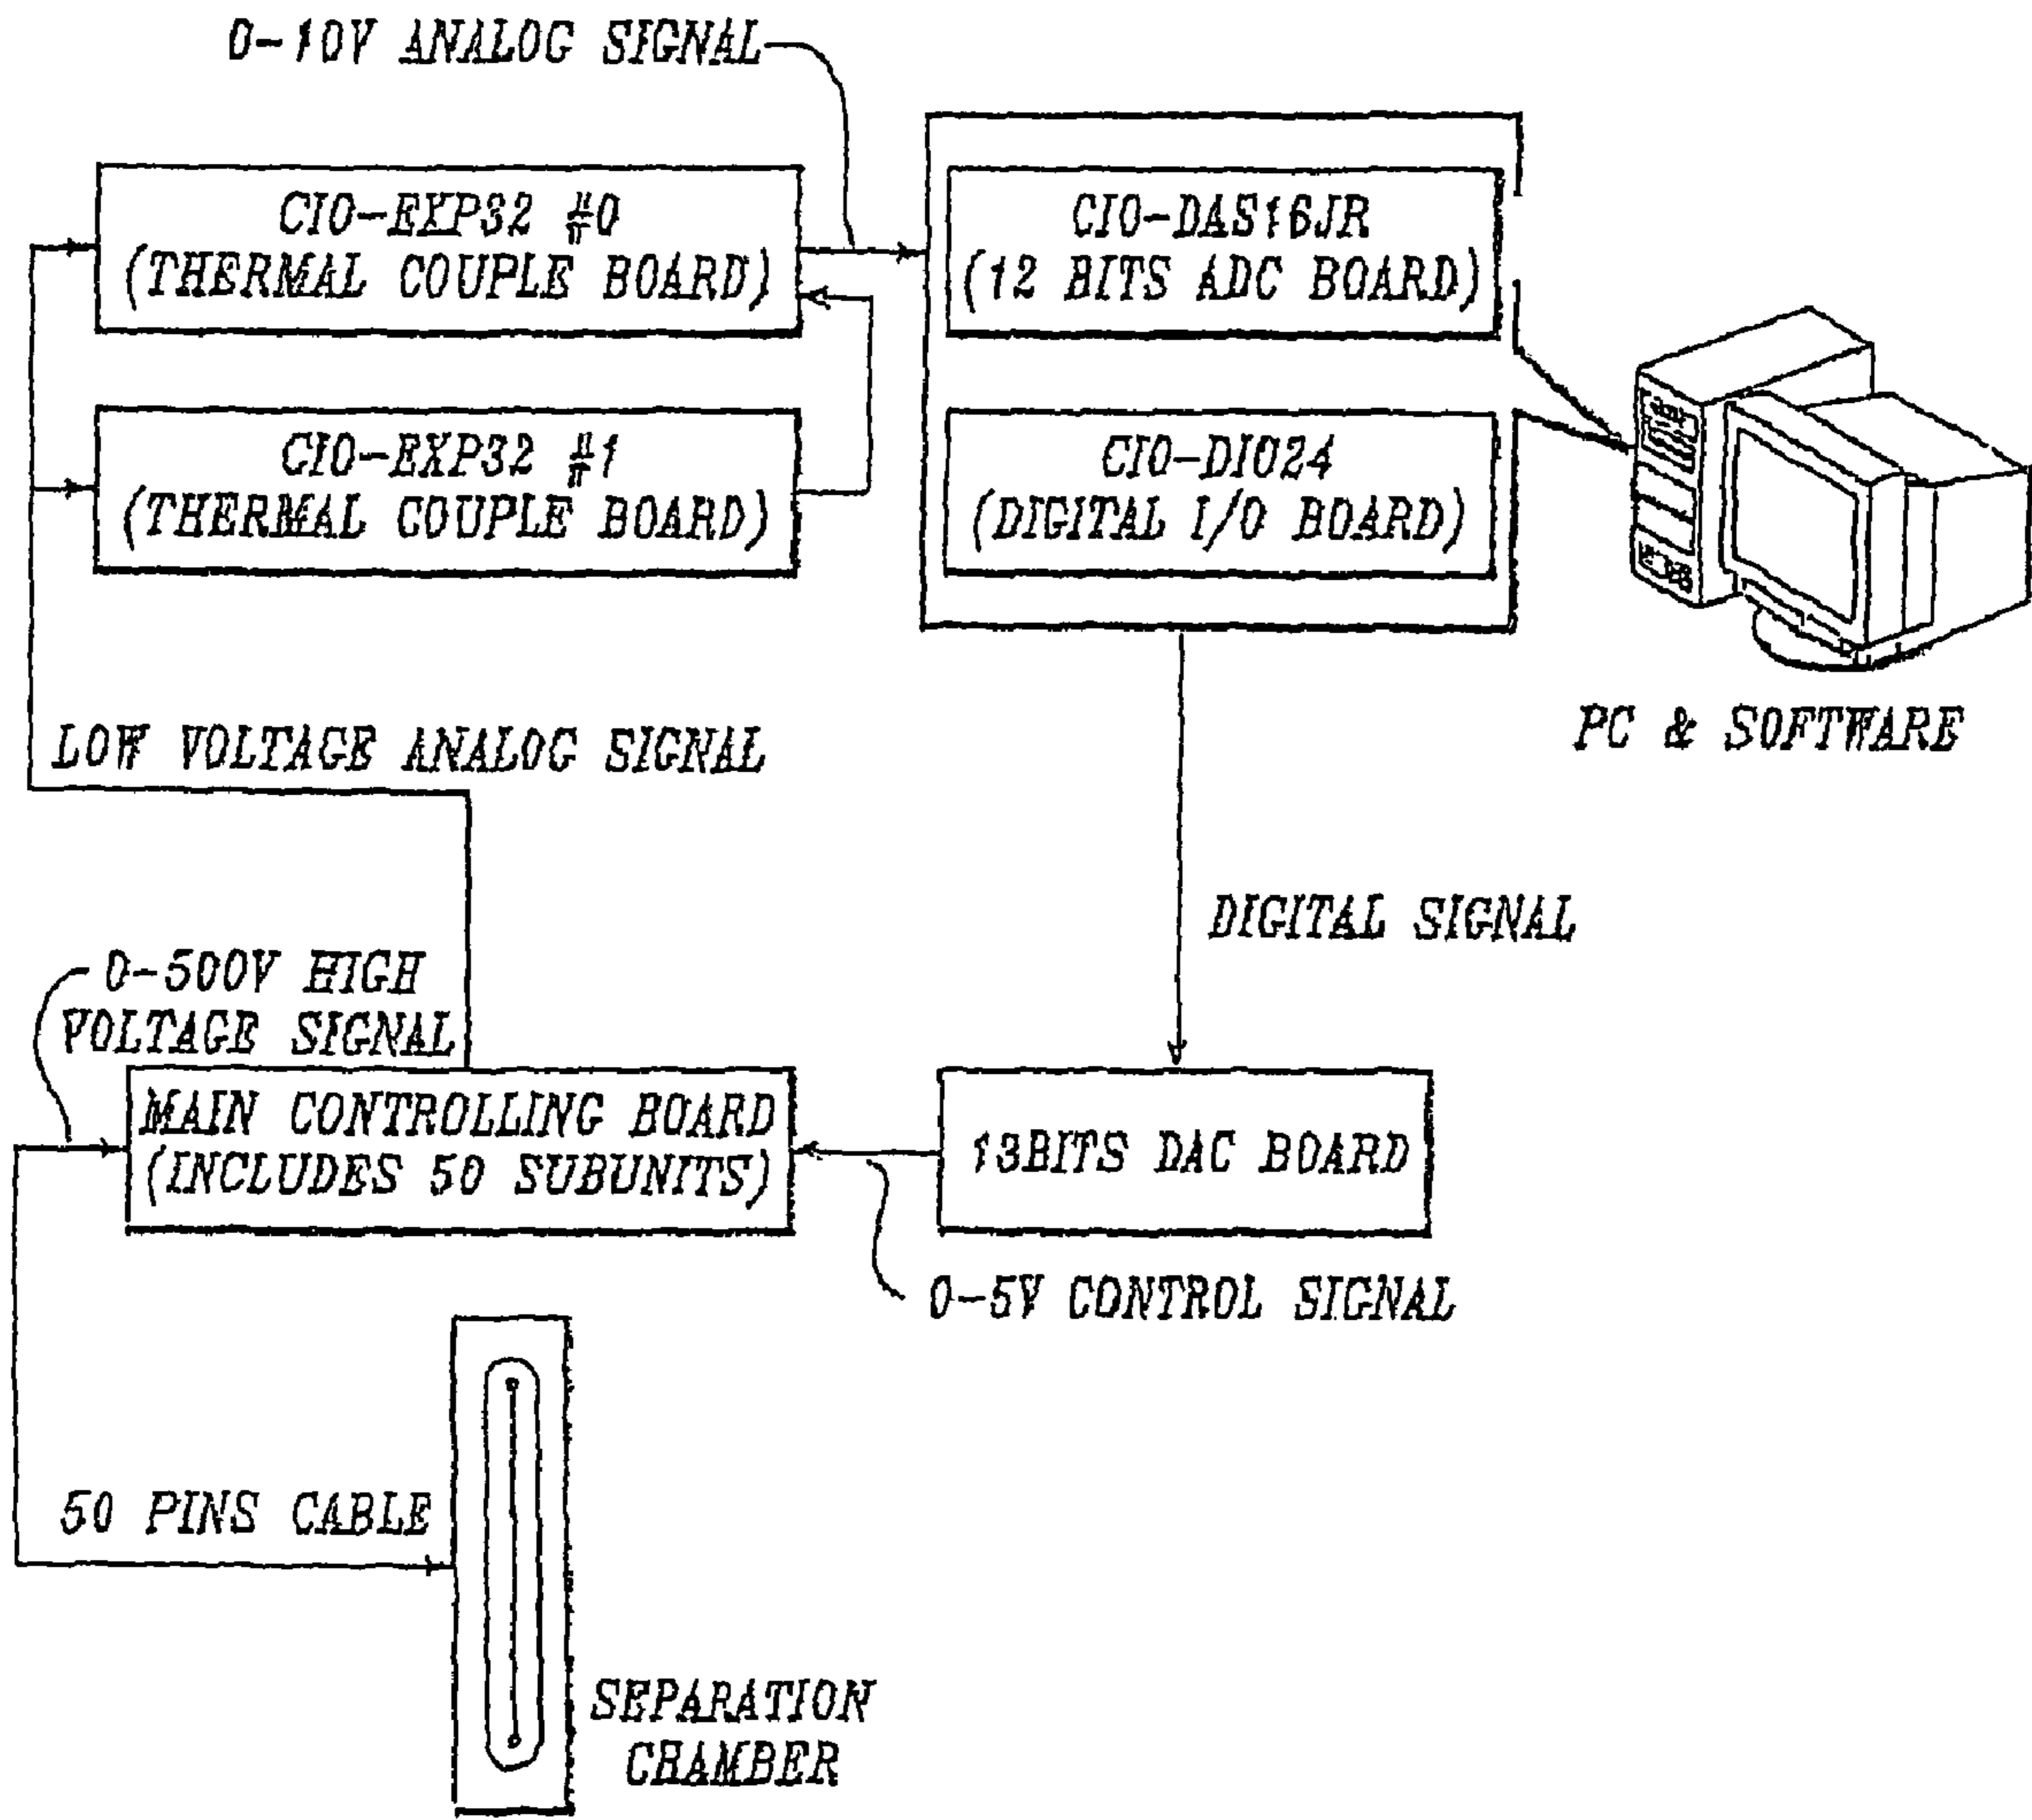 0-10V ANALOG SIGNAL
CIO-EXP32 #0
(THERMAL COUPLE BOARD)
CIO-DAS16JR
(12 BITS ADC BOARD)
CIO-EXP32 #1
(THERMAL COUPLE BOARD)
CIO-DIO24
(DIGITAL I/O BOARD)
PC & SOFTWARE
LOW VOLTAGE ANALOG SIGNAL
DIGITAL SIGNAL
0-500V HIGH
VOLTAGE SIGNAL
MAIN CONTROLLING BOARD
(INCLUDES 50 SUBUNITS)
13BITS DAC BOARD
0-5V CONTROL SIGNAL
50 PINS CABLE
SEPARATION
CHAMBER